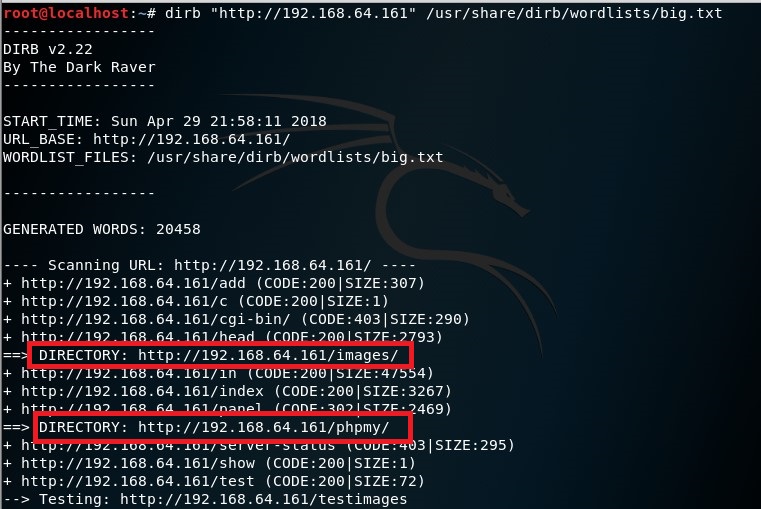 root@localhost:~# dirb "http://192.168.64.161" /usr/share/dirb/wordlists/big.txt
-----------------
DIRB v2.22
By The Dark Raver
-----------------
START_TIME: Sun Apr 29 21:58:11 2018
URL_BASE: http://192.168.64.161/
WORDLIST_FILES: /usr/share/dirb/wordlists/big.txt
-----------------
GENERATED WORDS: 20458
---- Scanning URL: http://192.168.64.161/ ----
+ http://192.168.64.161/add (CODE:200|SIZE:307)
+ http://192.168.64.161/c (CODE:200|SIZE:1)
+ http://192.168.64.161/cgi-bin/ (CODE:403|SIZE:290)
+ http://192.168.64.161/head (CODE:200|SIZE:2793)
==> DIRECTORY: http://192.168.64.161/images/
+ http://192.168.64.161/in (CODE:200|SIZE:47554)
+ http://192.168.64.161/index (CODE:200|SIZE:3267)
+ http://192.168.64.161/panel (CODE:302|SIZE:2469)
==> DIRECTORY: http://192.168.64.161/phpmy/
+ http://192.168.64.161/server-status (CODE:403|SIZE:295)
+ http://192.168.64.161/show (CODE:200|SIZE:1)
+ http://192.168.64.161/test (CODE:200|SIZE:72)
--> Testing: http://192.168.64.161/testimages